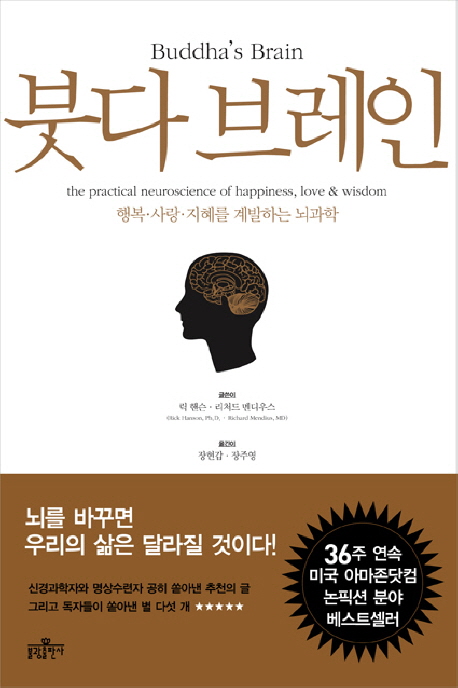 Buddha's Brain
붓다 브레인
the practical neuroscience of happiness, love & wisdom
행복·사랑·지혜를 계발하는 뇌과학
글쓴이
릭 핸슨 · 리처드 멘디우스
(Rick Hanson, Ph.D. · Richard Mendius, MD)
옮긴이
장현갑 · 장주영
뇌를 바꾸면
우리의 삶은 달라질 것이다!
신경과학자와 명상수련자 공히 쏟아낸 추천의 글
그리고 독자들이 쏟아낸 별 다섯 개 ★★★★★
36주 연속
미국 아마존닷컴
논픽션 분야
베스트셀러
불광출판사